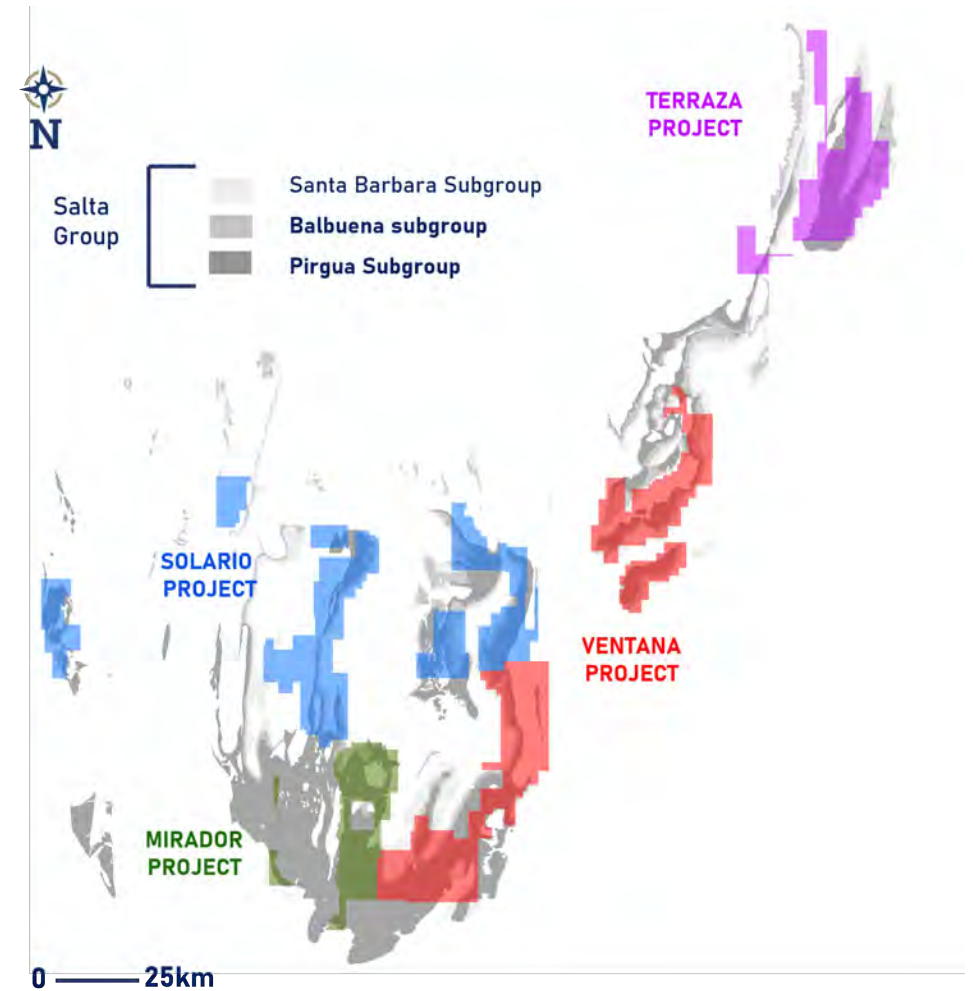 TERRAZA
PROJECT
N
Salta
Group
Santa Barbara Subgroup
Balbuena subgroup
Pirgua Subgroup
SOLARIO
PROJECT
VENTANA
PROJECT
MIRADOR
PROJECT
0
25km